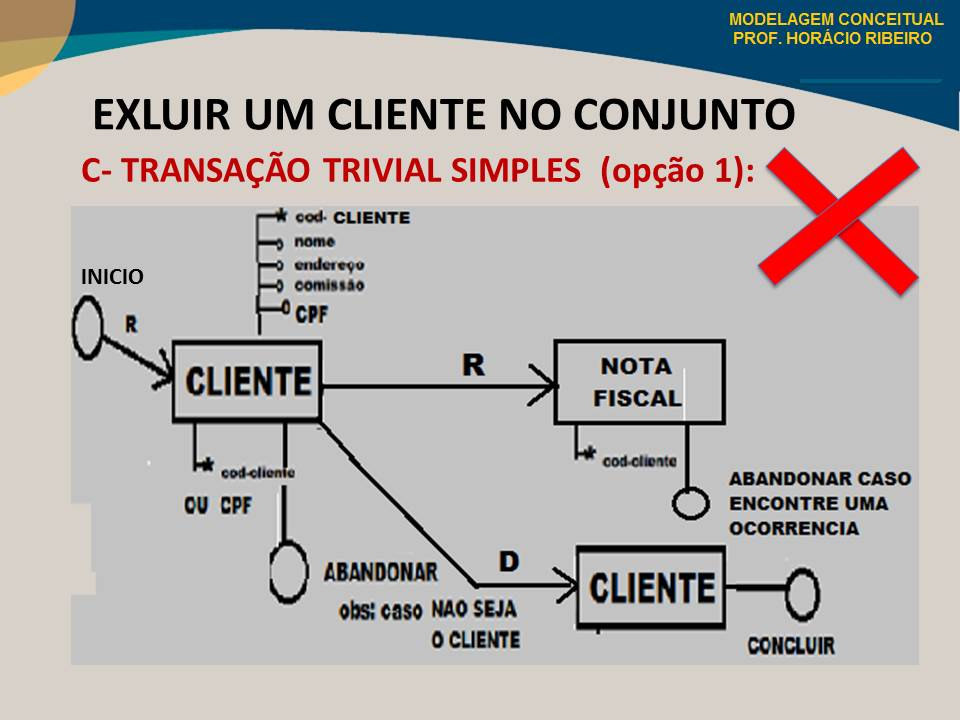 MODELAGEM CONCEITUAL
PROF. HORÁCIO RIBEIRO
EXLUIR UM CLIENTE NO CONJUNTO
C- TRANSAÇÃO TRIVIAL SIMPLES (opção 1):
* cod- CLIENTE
nome
endereço
comissão
CPF
INICIO
R
CLIENTE
R
NOTA
FISCAL
* cod-cliente
OU CPF
* cod-cliente
ABANDONAR CASO
ENCONTRE UMA
OCORRENCIA
ABANDONAR
obs: caso NAO SEJA
O CLIENTE
D
CLIENTE
CONCLUIR